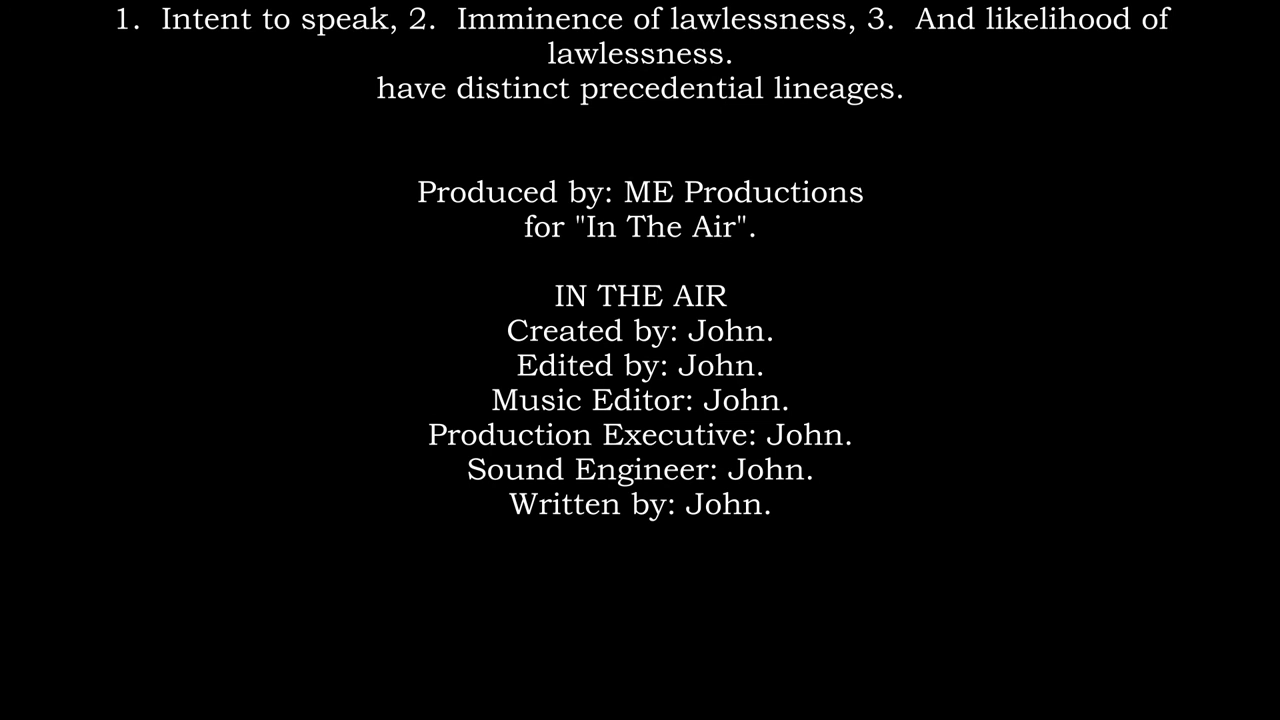 1.  Intent to speak, 2.  Imminence of lawlessness, 3.  And likelihood of
lawlessness.
have distinct precedential lineages.
Produced by: ME Productions
for "In The Air".
IN THE AIR
Created by: John.
Edited by: John.
Music Editor: John.
Production Executive: John.
Sound Engineer: John.
Written by: John.